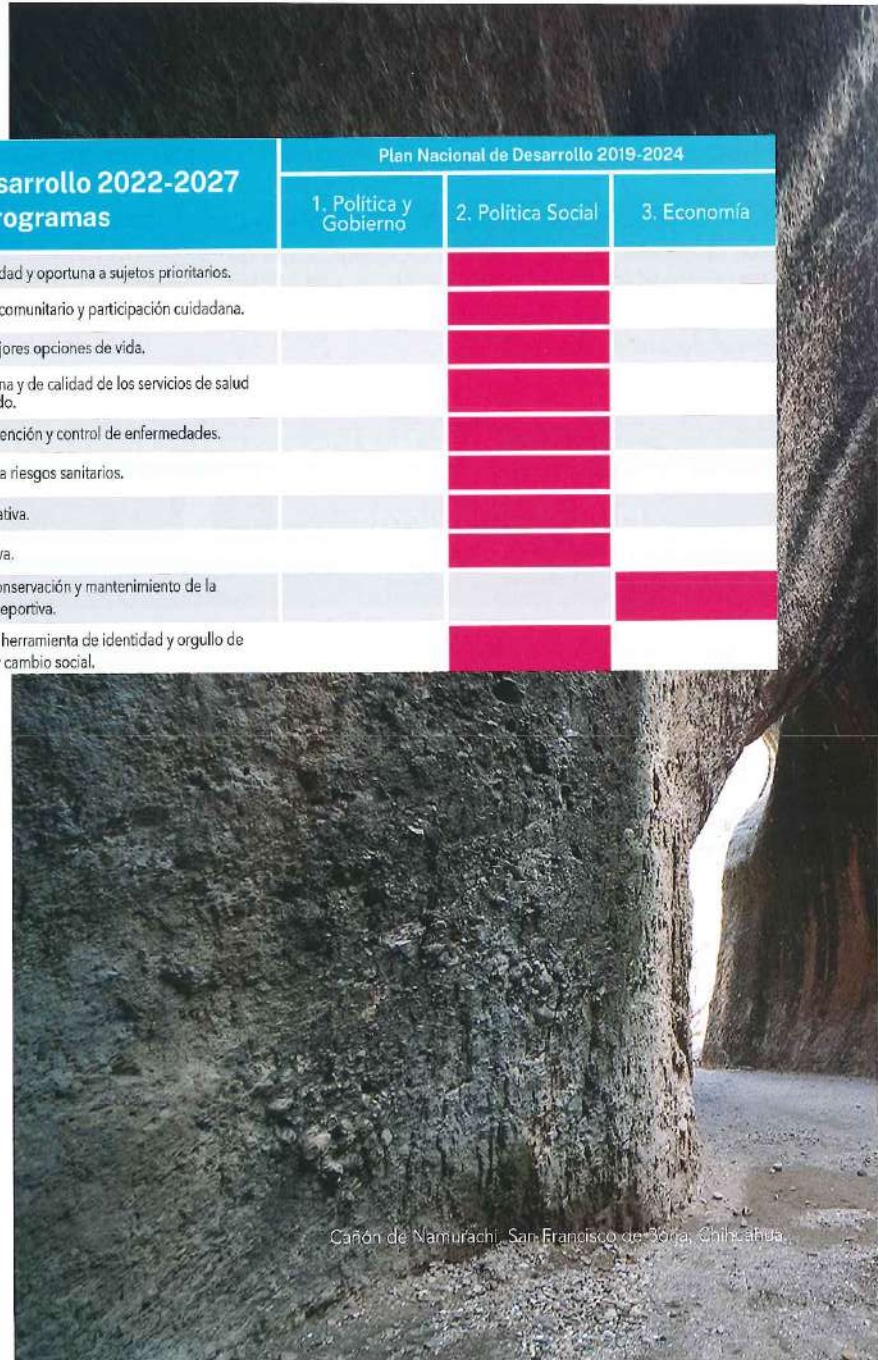 Plan Nacional de Desarrollo 2019-2024
sarrollo 2022-2027
rogramas
1. Política y
Gobierno
2. Política Social
3. Economía
dad y oportuna a sujetos prioritarios.
comunitario y participación cuidadana.
jores opciones de vida.
na y de calidad de los servicios de salud
do.
ención y control de enfermedades.
a riesgos sanitarios.
ativa.
va.
onservación y mantenimiento de la
eportiva.
herramienta de identidad y orgullo de
cambio social.
Cañón de Namúrachi, San Francisco de Borja, Chihuahua.